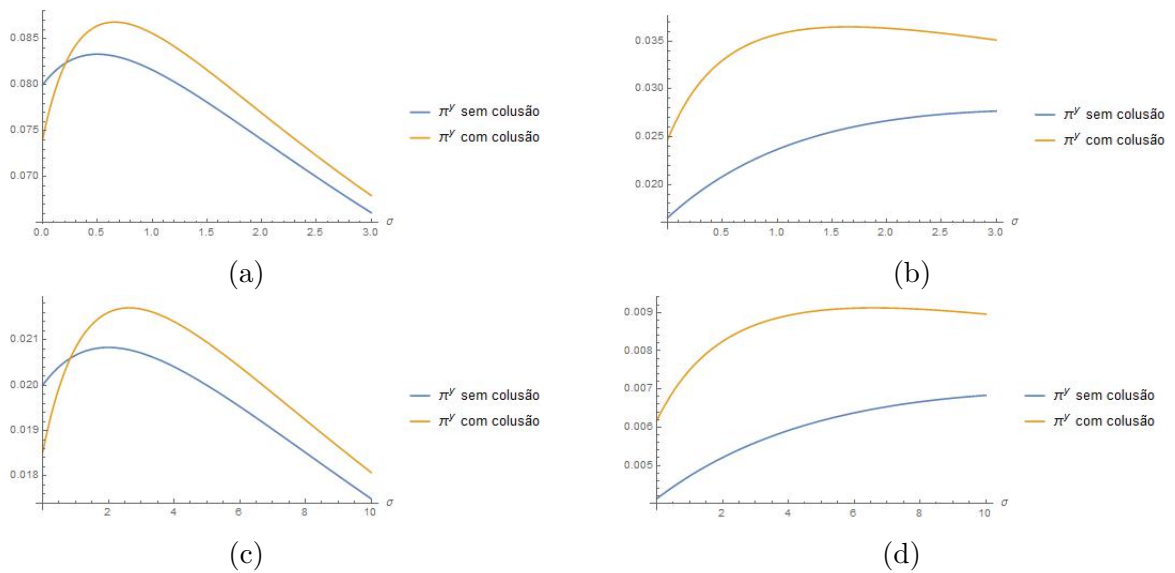 0.085
0.080
0.075
0.070
0.0 0.5 1.0 1.5 2.0 2.5 3.0 σ
π^y sem colusão
π^y com colusão
(a)
0.035
0.030
0.025
0.020
0.5 1.0 1.5 2.0 2.5 3.0 σ
π^y sem colusão
π^y com colusão
(b)
0.021
0.020
0.019
0.018
2 4 6 8 10 σ
π^y sem colusão
π^y com colusão
(c)
0.009
0.008
0.007
0.006
0.005
2 4 6 8 10 σ
π^y sem colusão
π^y com colusão
(d)